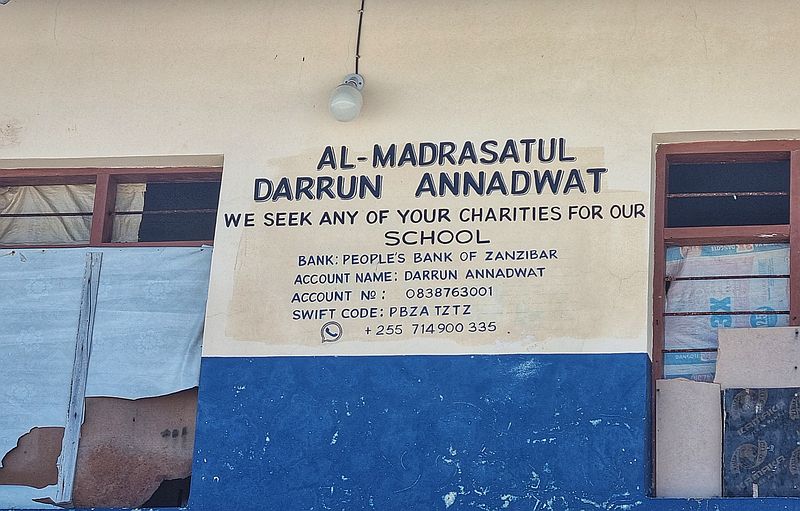 AL-MADRASATUL
DARRUN ANNADWAT
WE SEEK ANY OF YOUR CHARITIES FOR OUR
SCHOOL
BANK: PEOPLE'S BANK OF ZANZIBAR
ACCOUNT NAME: DARRUN ANNADWAT
ACCOUNT No: 0838763001
SWIFT CODE: PBZA TZTZ
+255 714900 335
3X